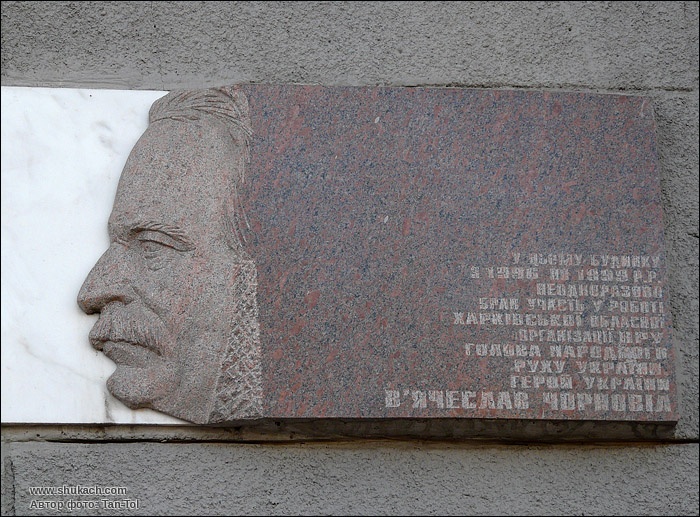 У ЦЬОМУ БУДИНКУ
З 1996 ПО 1999 Р.Р.
НЕОДНОРАЗОВО
БРАВ УЧАСТЬ У РОБОТІ
ХАРКІВСЬКОЇ ОБЛАСНОЇ
ОРГАНІЗАЦІЇ НРУ
ГОЛОВА НАРОДНОГО
РУХУ УКРАЇНИ,
ГЕРОЙ УКРАЇНИ
В'ЯЧЕСЛАВ ЧОРНОВІЛ
www.shukach.com
Автор фото: Tan-Tol